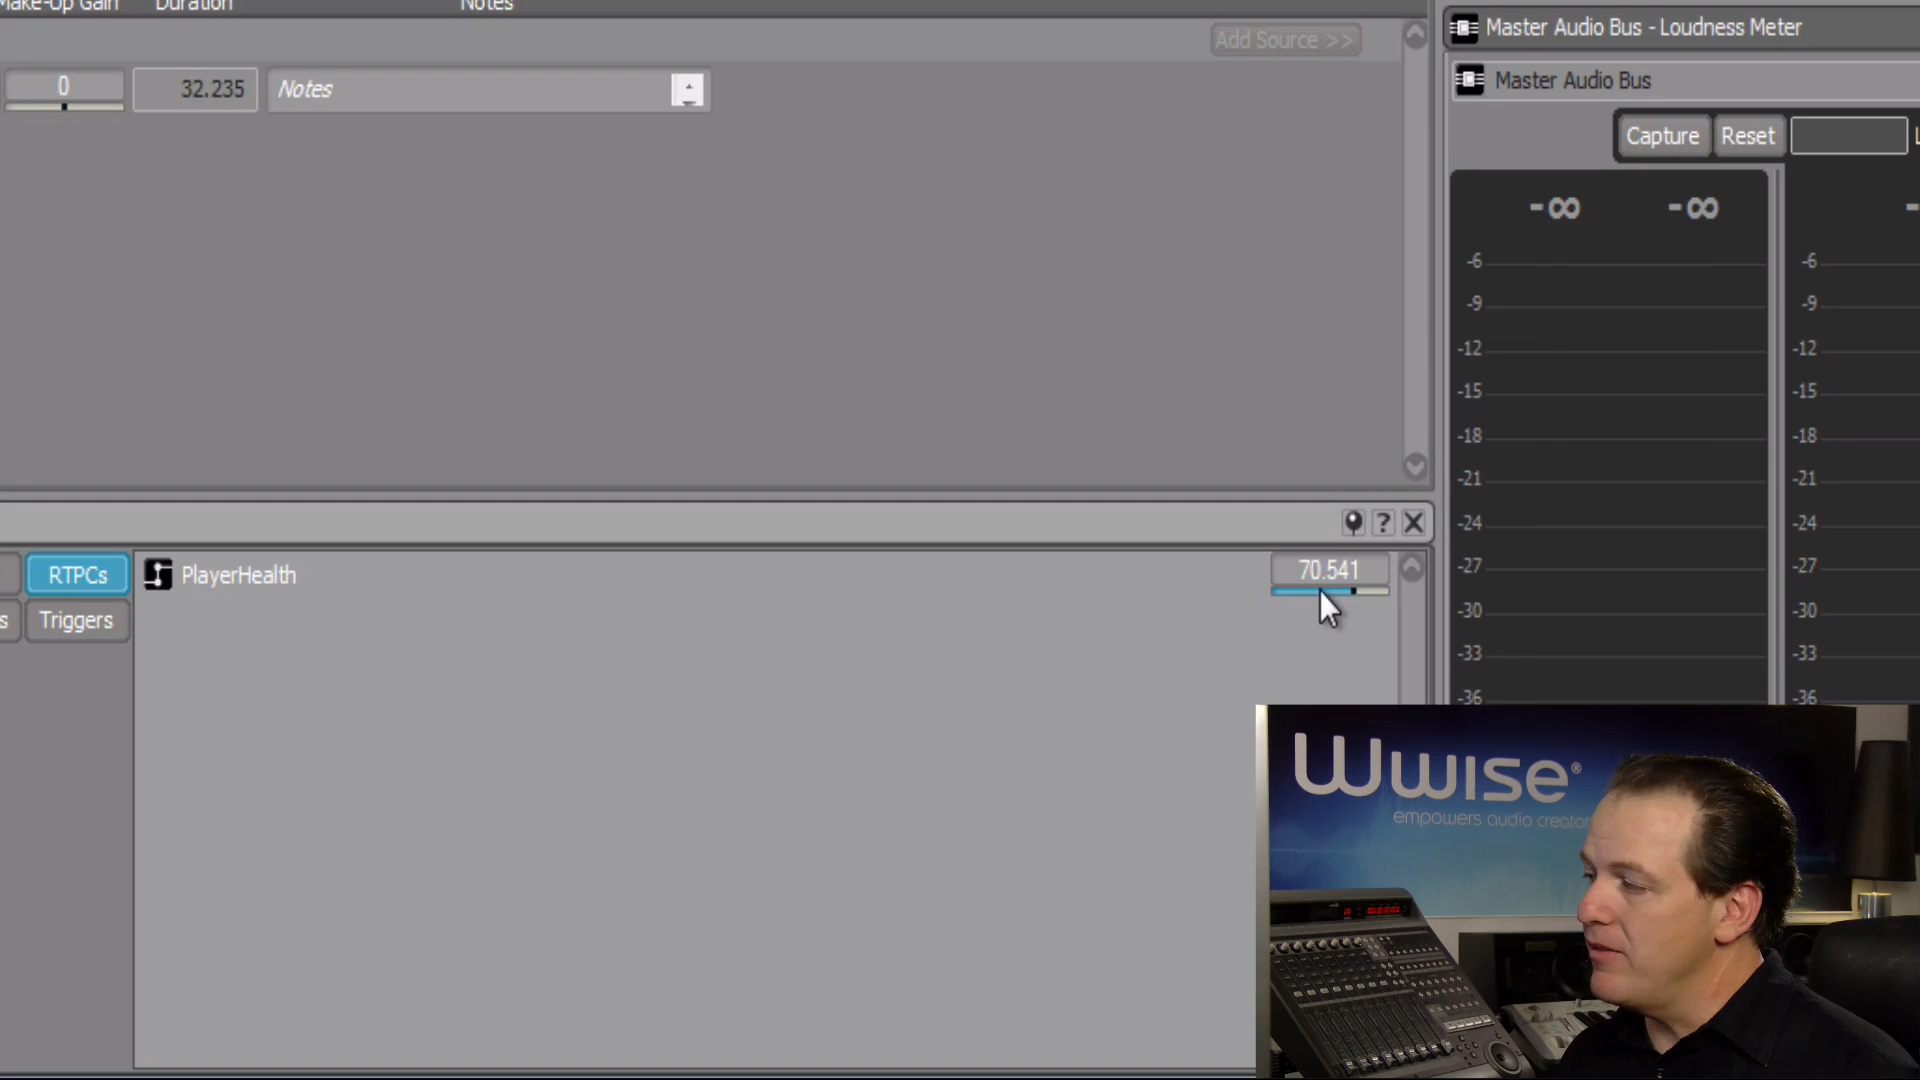 Make-Up Gain Duration Notes
Add Source >>
0 32.235 Notes
RTPCs PlayerHealth 70.541
s Triggers
Master Audio Bus - Loudness Meter
Master Audio Bus
Capture Reset
-∞ -∞ -
-6 -6
-9 -9
-12 -12
-15 -15
-18 -18
-21 -21
-24 -24
-27 -27
-30 -30
-33 -33
-36 -36
Wwise®
empowers audio creator